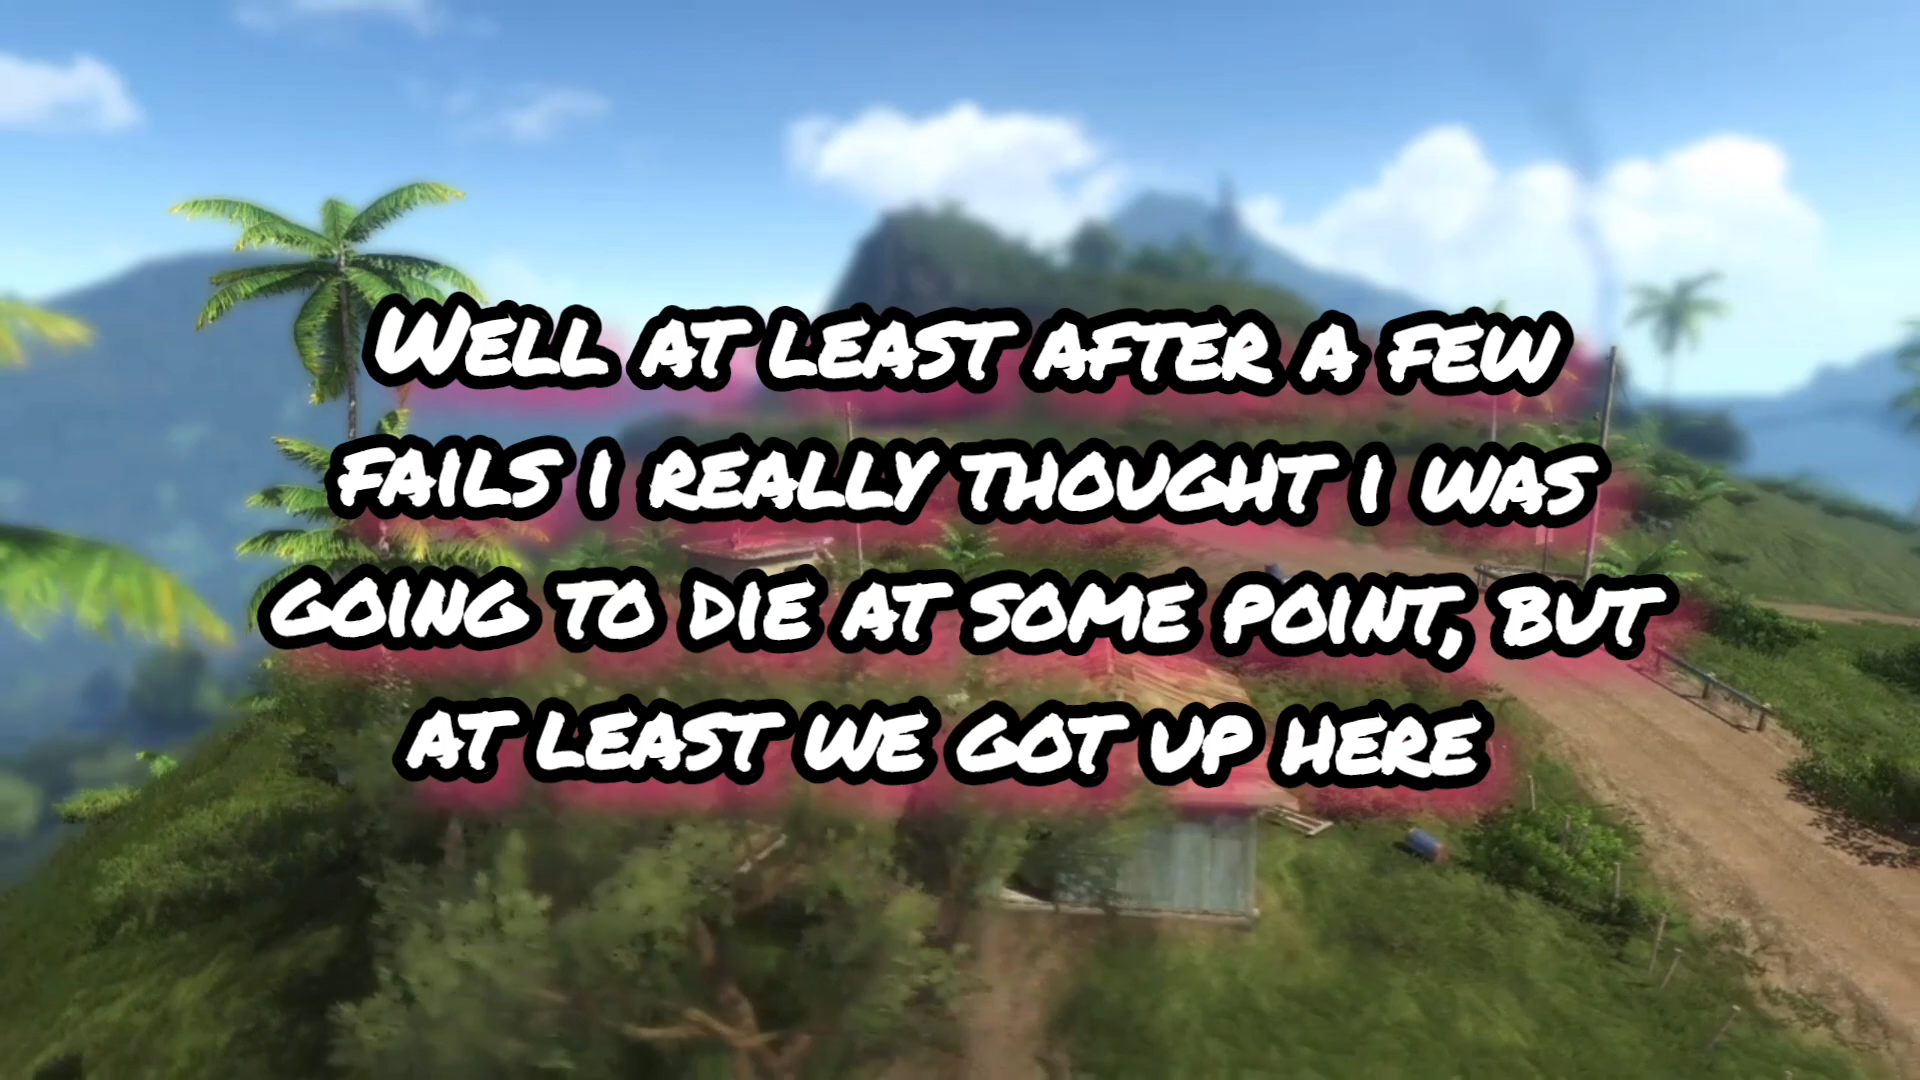 Well at least after a few
fails i really thought i was
going to die at some point, but
at least we got up here